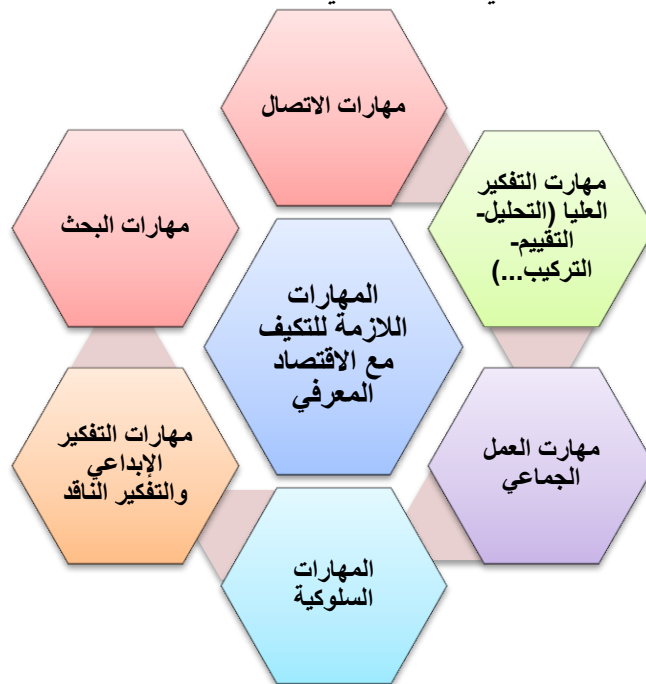 مهارات الاتصال
مهارت التفكير
العليا (التحليل-
التقييم-
التركيب...)
مهارات البحث
المهارات
اللازمة للتكيف
مع الاقتصاد
المعرفي
مهارت العمل
الجماعي
مهارات التفكير
الإبداعي
والتفكير الناقد
المهارات
السلوكية